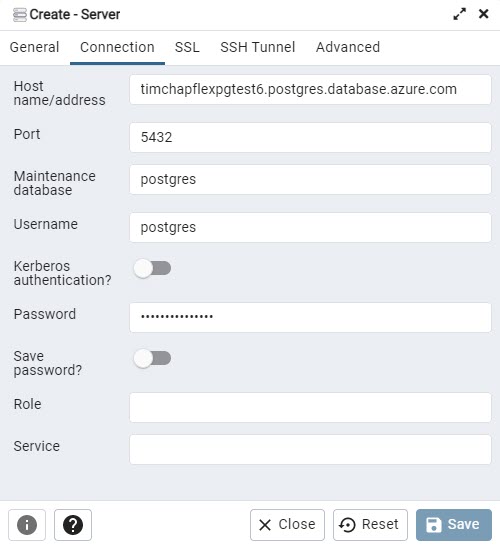 Create - Server
General Connection SSL SSH Tunnel Advanced
Host
name/address
timchapflexpgtest6.postgres.database.azure.com
Port
5432
Maintenance
database
postgres
Username
postgres
Kerberos
authentication?
Password
•••••••••••••••
Save
password?
Role
Service
Close Reset Save